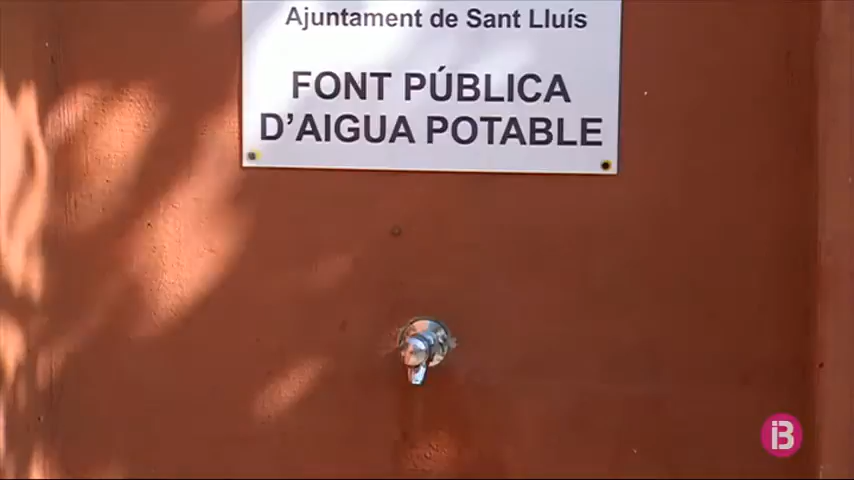 Ajuntament de Sant Lluís
FONT PÚBLICA
D'AIGUA POTABLE
IB